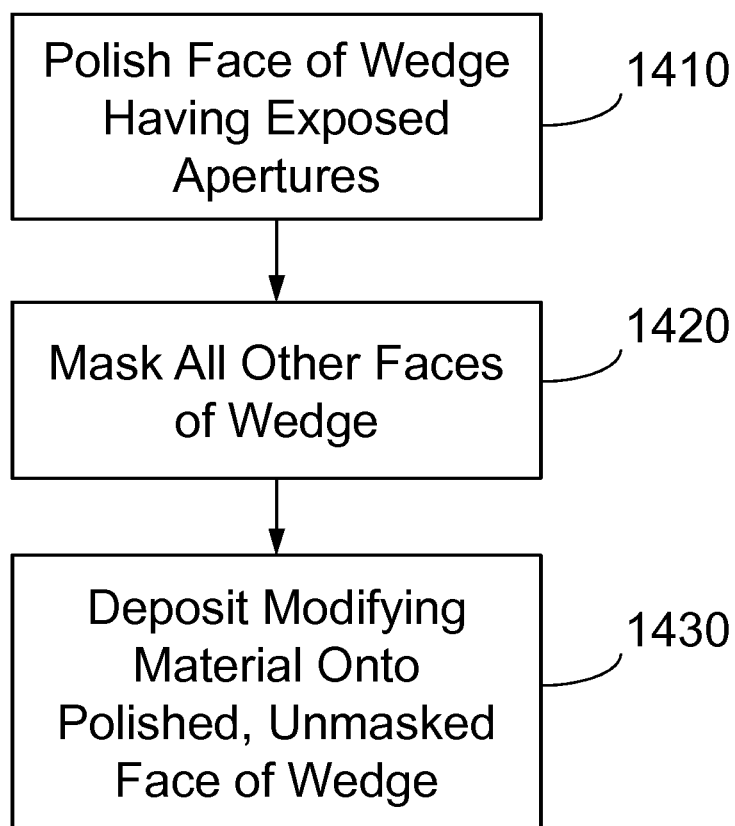 Polish Face of Wedge
Having Exposed
Apertures
1410
Mask All Other Faces
of Wedge
1420
Deposit Modifying
Material Onto
Polished, Unmasked
Face of Wedge
1430